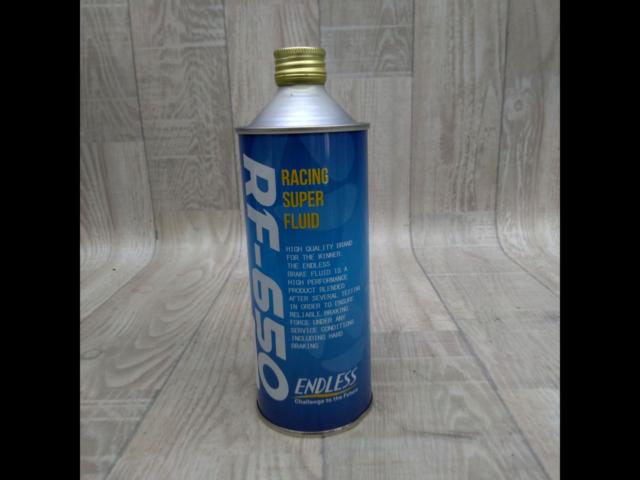 RF-650
RACING
SUPER
FLUID
HIGH QUALITY BRAND
FOR THE WINNER.
THE ENDLESS
BRAKE FLUID IS A
HIGH PERFORMANCE
PRODUCT BLENDED
AFTER SEVERAL TESTING
IN ORDER TO ENSURE
RELIABLE BRAKING
FORCE UNDER ANY
SERVICE CONDITIONS
INCLUDING HARD
BRAKING
ENDLESS
Challenge to the Future